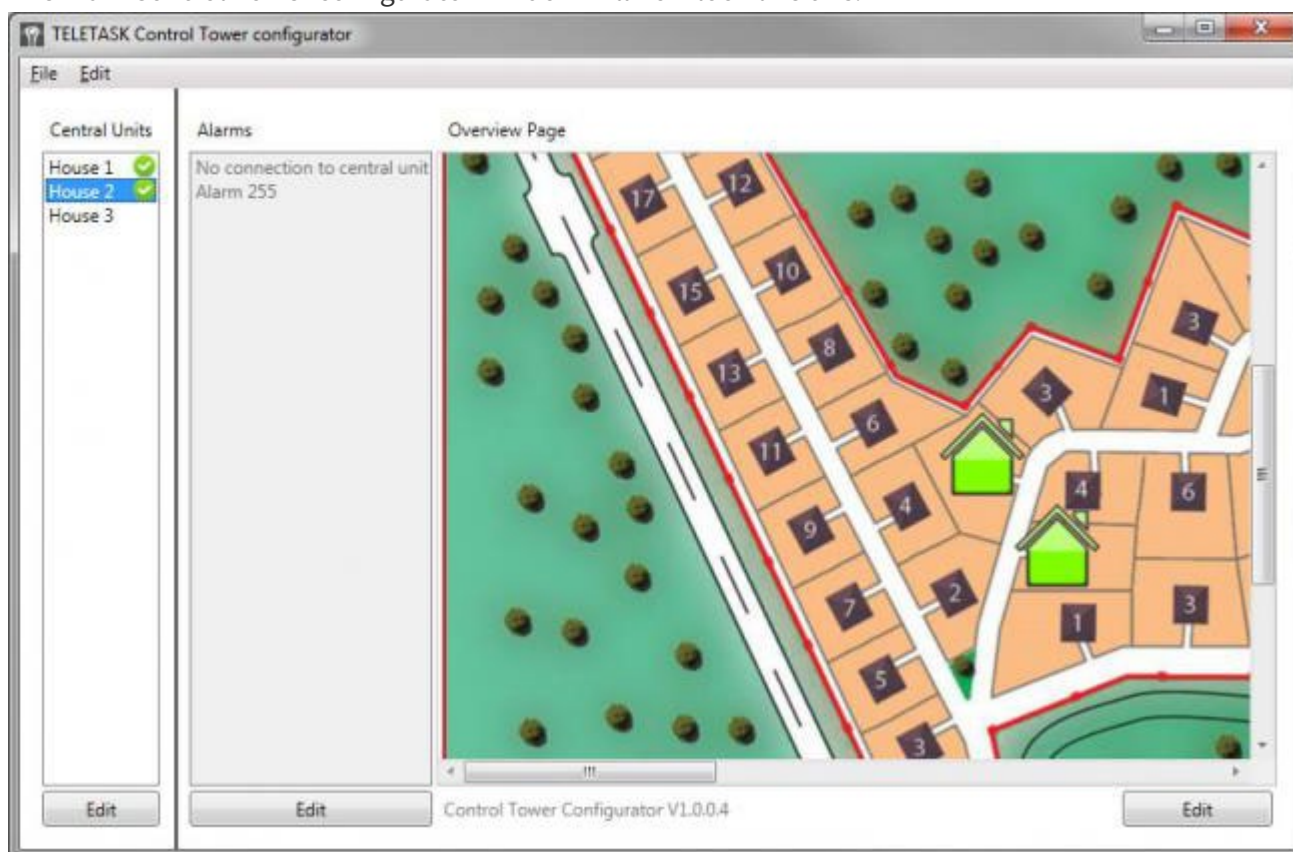 TELETASK Control Tower configurator
File Edit
Central Units
House 1
House 2
House 3
Edit
Alarms
No connection to central unit
Alarm 255
Edit
Overview Page
17
12
15
10
13
8
3
3
1
11
6
9
4
4
6
7
2
1
3
5
3
Control Tower Configurator V1.0.0.4
Edit